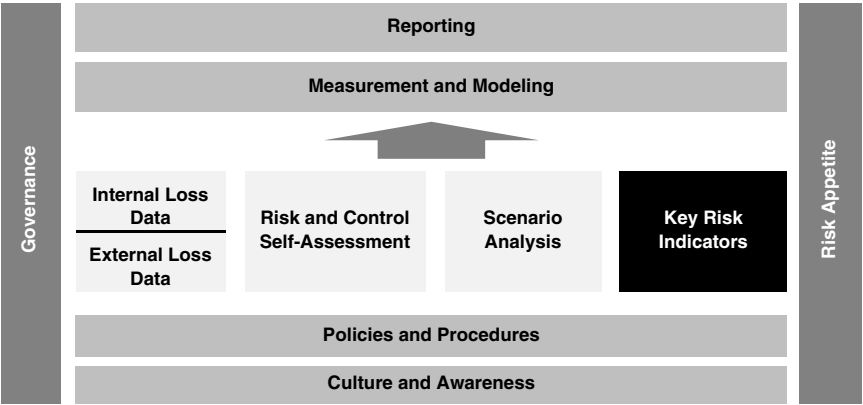 Governance
Reporting
Measurement and Modeling
Internal Loss
Data
External Loss
Data
Risk and Control
Self-Assessment
Scenario
Analysis
Key Risk
Indicators
Policies and Procedures
Culture and Awareness
Risk Appetite